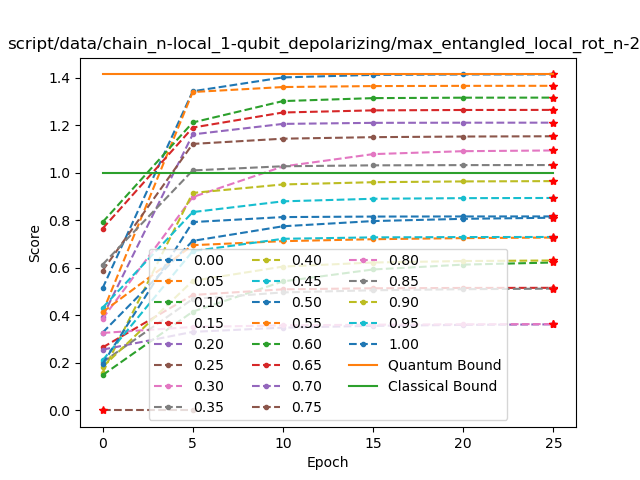 script/data/chain_n-local_1-qubit_depolarizing/max_entangled_local_rot_n-2
Score
1.4
1.2
1.0
0.8
0.6
0.4
0.2
0.0
0.00 0.40 0.80
0.05 0.45 0.85
0.10 0.50 0.90
0.15 0.55 0.95
0.20 0.60 1.00
0.25 0.65 Quantum Bound
0.30 0.70 Classical Bound
0.35 0.75
0 5 10 15 20 25
Epoch